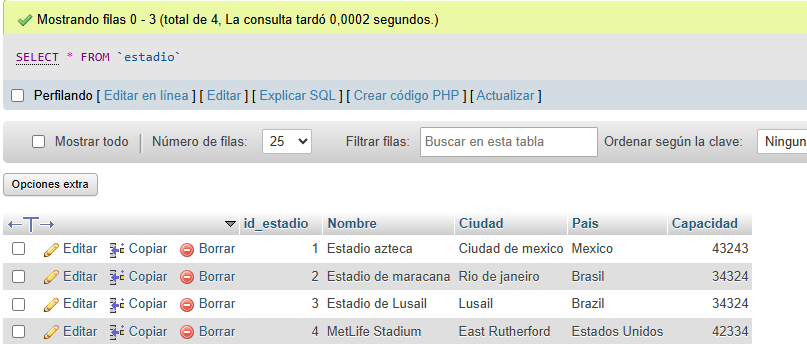 Mostrando filas 0 - 3 (total de 4, La consulta tardó 0,0002 segundos.)
SELECT * FROM `estadio`
Perfilando [ Editar en línea ] [ Editar ] [ Explicar SQL ] [ Crear código PHP ] [ Actualizar ]
Mostrar todo Número de filas: 25 Filtrar filas: Buscar en esta tabla Ordenar según la clave: Ningun
Opciones extra
id_estadio Nombre Ciudad Pais Capacidad
Editar Copiar Borrar 1 Estadio azteca Ciudad de mexico Mexico 43243
Editar Copiar Borrar 2 Estadio de maracana Rio de janeiro Brasil 34324
Editar Copiar Borrar 3 Estadio de Lusail Lusail Brazil 34324
Editar Copiar Borrar 4 MetLife Stadium East Rutherford Estados Unidos 42334